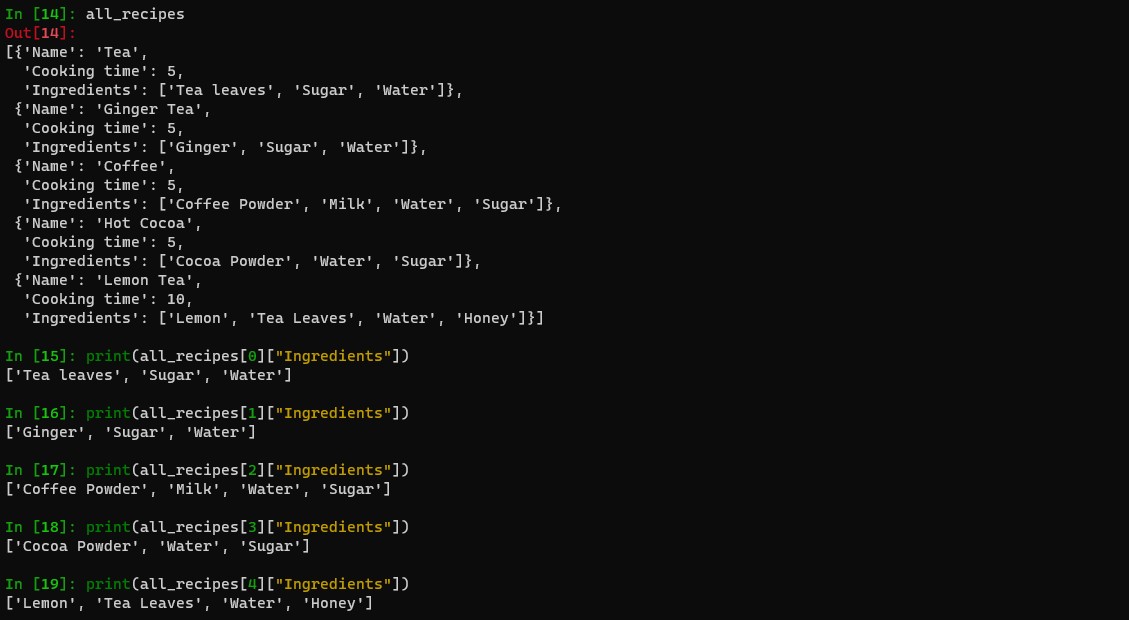 In [14]: all_recipes
Out[14]:
[{'Name': 'Tea',
  'Cooking time': 5,
  'Ingredients': ['Tea leaves', 'Sugar', 'Water']},
 {'Name': 'Ginger Tea',
  'Cooking time': 5,
  'Ingredients': ['Ginger', 'Sugar', 'Water']},
 {'Name': 'Coffee',
  'Cooking time': 5,
  'Ingredients': ['Coffee Powder', 'Milk', 'Water', 'Sugar']},
 {'Name': 'Hot Cocoa',
  'Cooking time': 5,
  'Ingredients': ['Cocoa Powder', 'Water', 'Sugar']},
 {'Name': 'Lemon Tea',
  'Cooking time': 10,
  'Ingredients': ['Lemon', 'Tea Leaves', 'Water', 'Honey']}]

In [15]: print(all_recipes[0]["Ingredients"])
['Tea leaves', 'Sugar', 'Water']

In [16]: print(all_recipes[1]["Ingredients"])
['Ginger', 'Sugar', 'Water']

In [17]: print(all_recipes[2]["Ingredients"])
['Coffee Powder', 'Milk', 'Water', 'Sugar']

In [18]: print(all_recipes[3]["Ingredients"])
['Cocoa Powder', 'Water', 'Sugar']

In [19]: print(all_recipes[4]["Ingredients"])
['Lemon', 'Tea Leaves', 'Water', 'Honey']